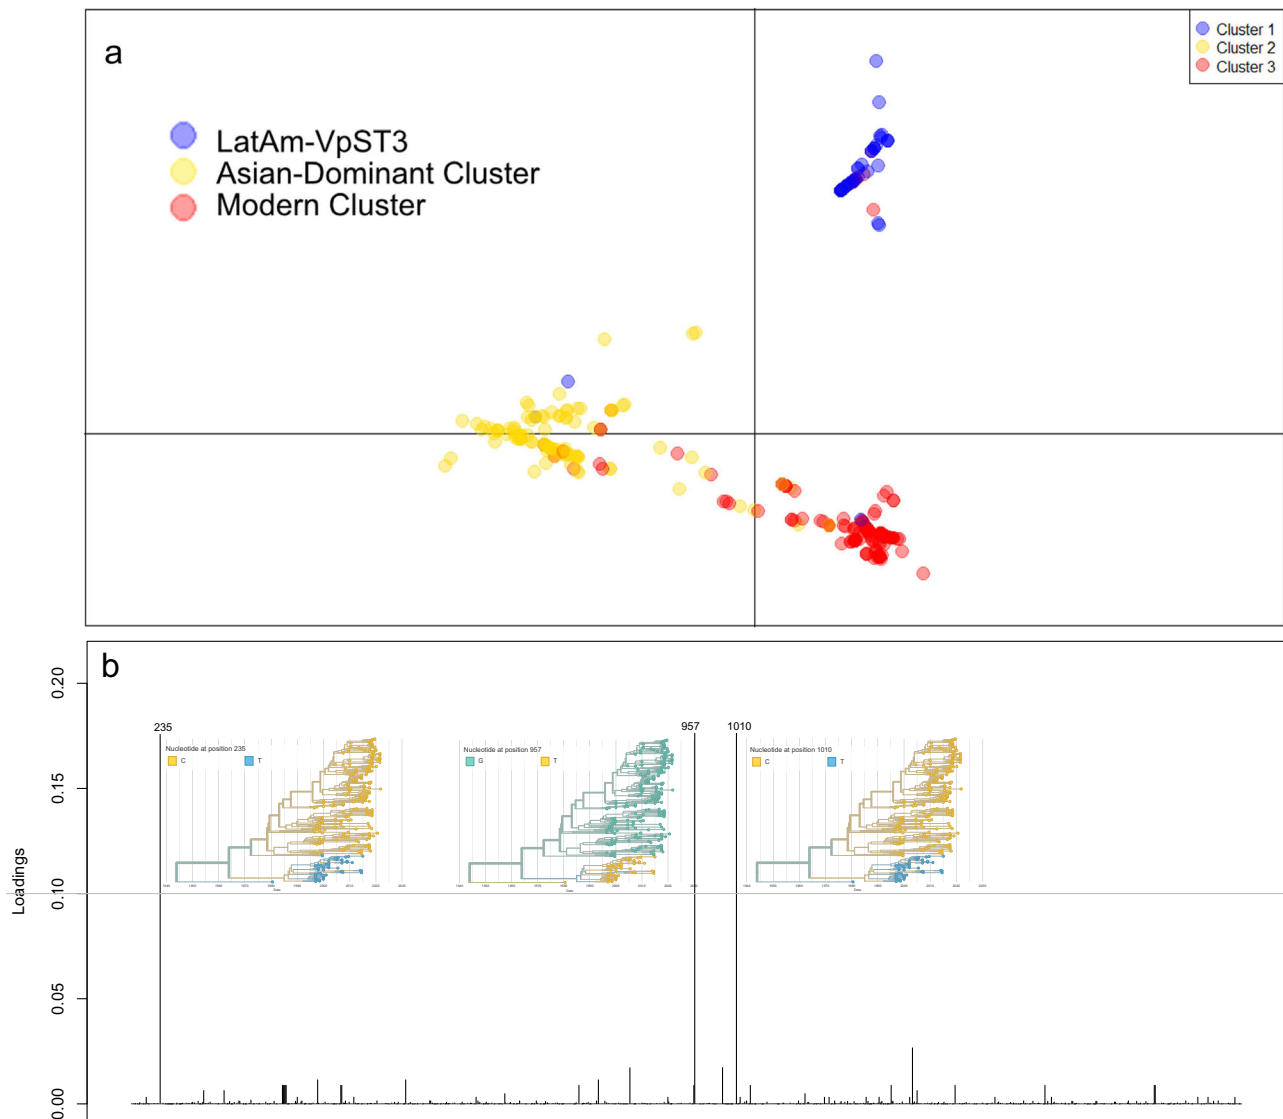 a
Cluster 1
Cluster 2
Cluster 3
LatAm-VpST3
Asian-Dominant Cluster
Modern Cluster
b
Loadings
0.20
0.15
0.10
0.05
0.00
235
957
1010
Nucleotide at position 235
C T
Nucleotide at position 957
G T
Nucleotide at position 1010
C T